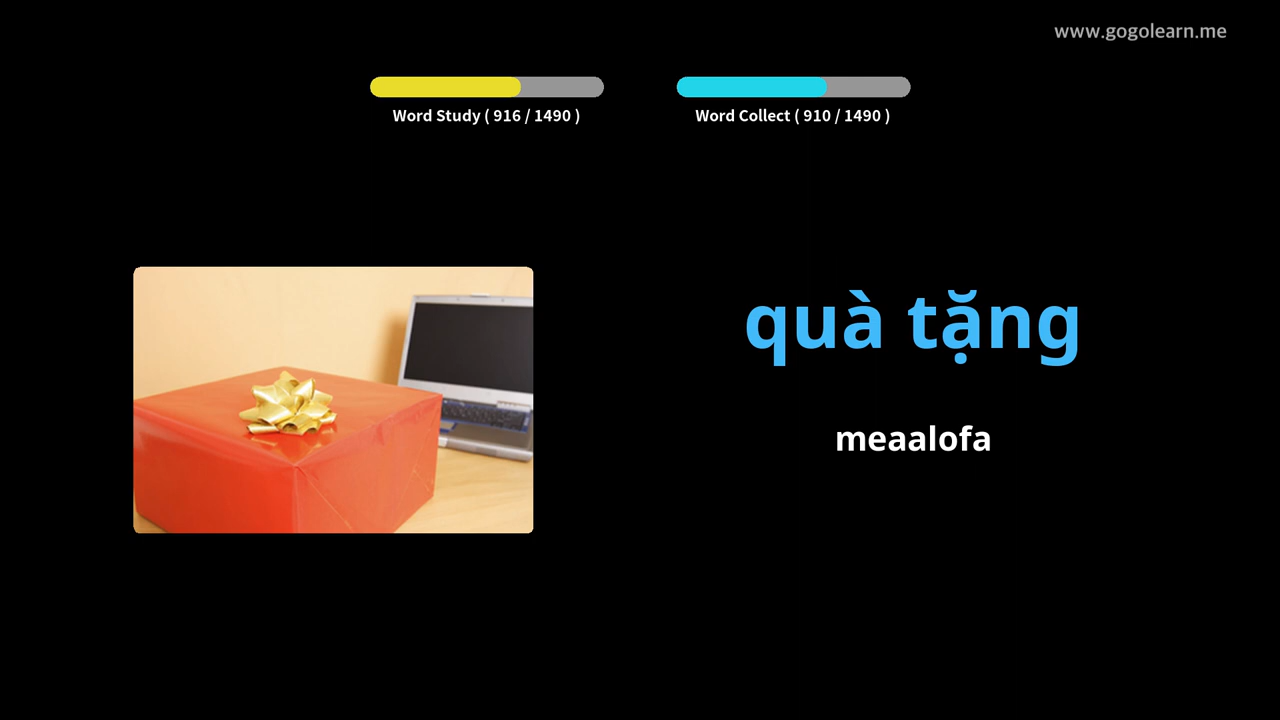 www.gogolearn.me
Word Study ( 916 / 1490 )
Word Collect ( 910 / 1490 )
quà tặng
meaalofa